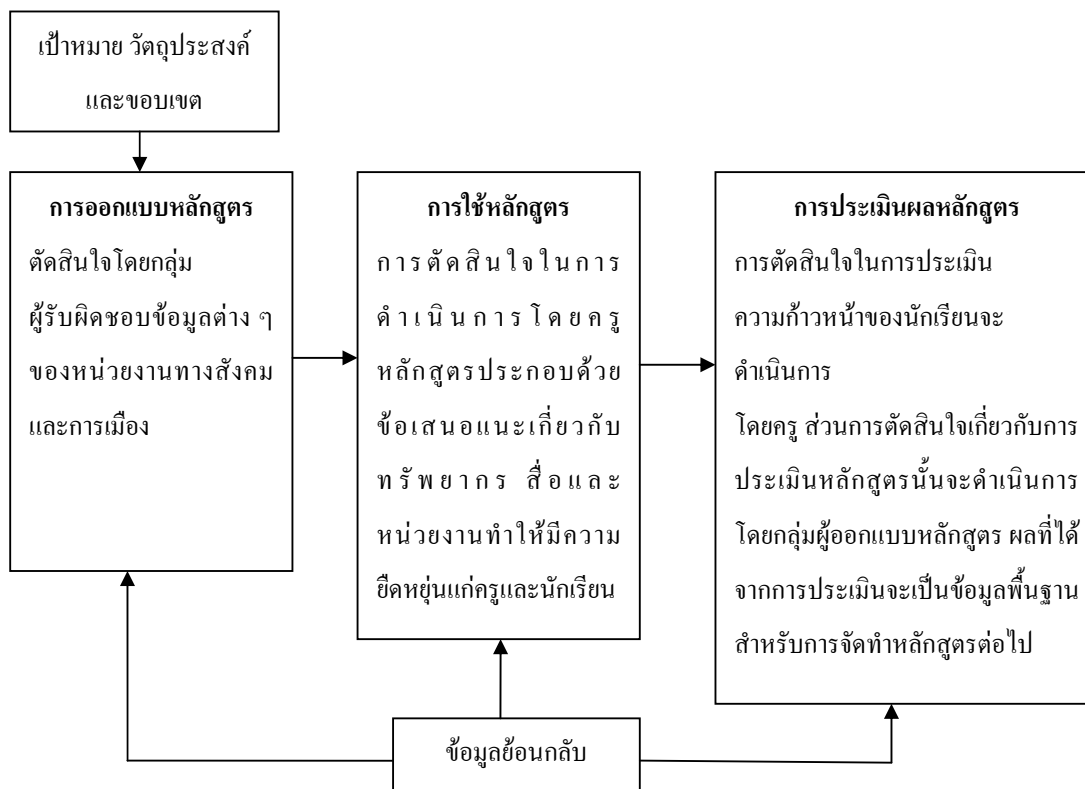 เป้าหมาย วัตถุประสงค์
และขอบเขต
การออกแบบหลักสูตร
ตัดสินใจโดยกลุ่ม
ผู้รับผิดชอบข้อมูลต่าง ๆ
ของหน่วยงานทางสังคม
และการเมือง
การใช้หลักสูตร
การตัดสินใจในการ
ดำเนินการโดยครู
หลักสูตรประกอบด้วย
ข้อเสนอแนะเกี่ยวกับ
ทรัพยากร สื่อและ
หน่วยงานทำให้มีความ
ยืดหยุ่นแก่ครูและนักเรียน
การประเมินผลหลักสูตร
การตัดสินใจในการประเมิน
ความก้าวหน้าของนักเรียนจะ
ดำเนินการ
โดยครู ส่วนการตัดสินใจเกี่ยวกับการ
ประเมินหลักสูตรนั้นจะดำเนินการ
โดยกลุ่มผู้ออกแบบหลักสูตร ผลที่ได้
จากการประเมินจะเป็นข้อมูลพื้นฐาน
สำหรับการจัดทำหลักสูตรต่อไป
ข้อมูลย้อนกลับ